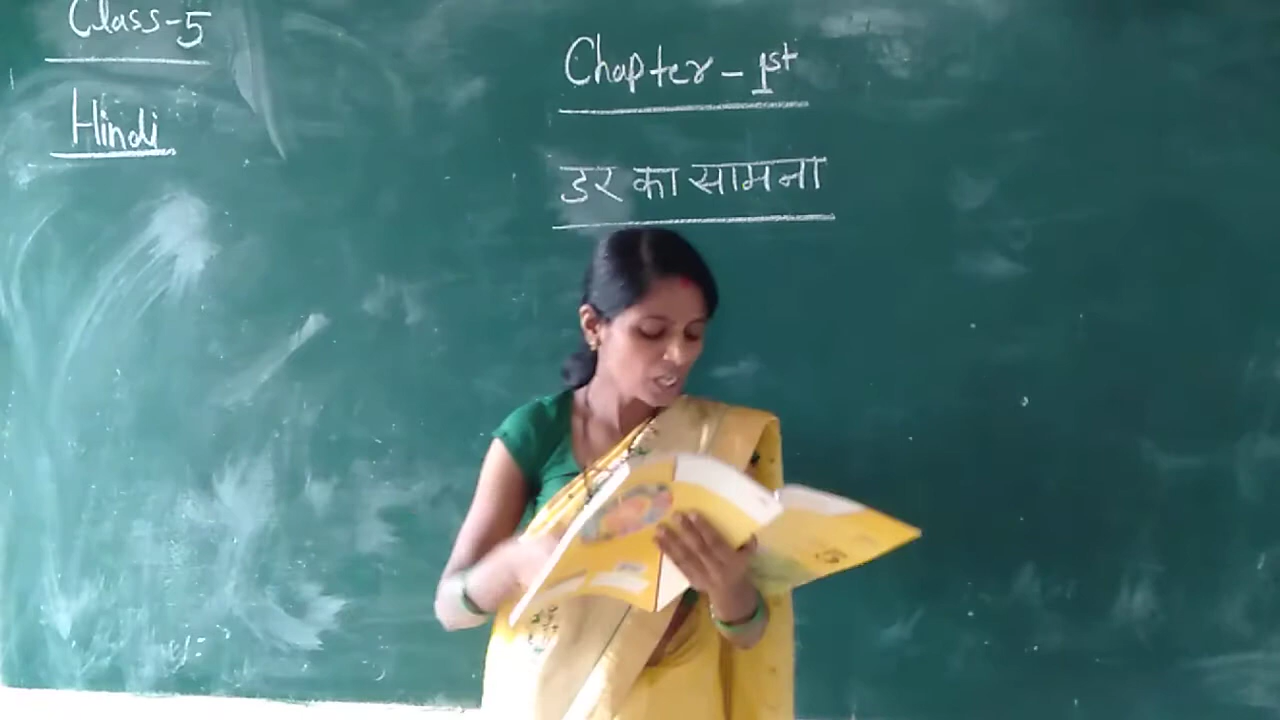 Class-5
Hindi
Chapter - 1st
डर का सामना